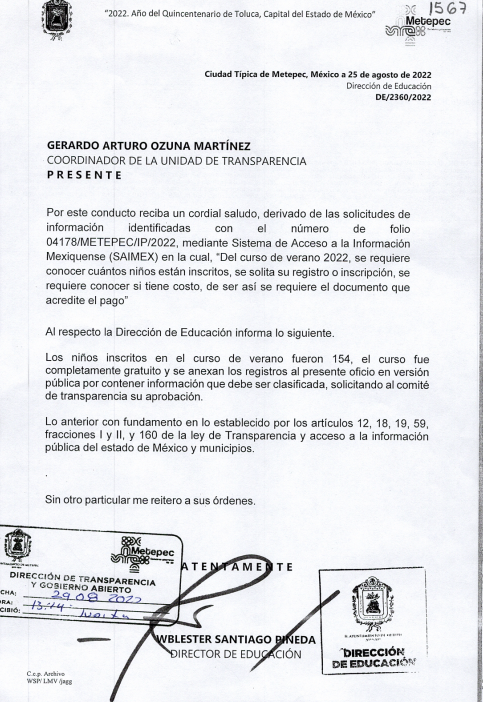 "2022. Año del Quincentenario de Toluca, Capital del Estado de México"
1567
Metepec
Ciudad Típica de Metepec, México a 25 de agosto de 2022
Dirección de Educación
DE/2360/2022
GERARDO ARTURO OZUNA MARTÍNEZ
COORDINADOR DE LA UNIDAD DE TRANSPARENCIA
P R E S E N T E
Por este conducto reciba un cordial saludo, derivado de las solicitudes de
información identificadas con el número de folio
04178/METEPEC/IP/2022, mediante Sistema de Acceso a la Información
Mexiquense (SAIMEX) en la cual, "Del curso de verano 2022, se requiere
conocer cuántos niños están inscritos, se solita su registro o inscripción, se
requiere conocer si tiene costo, de ser así se requiere el documento que
acredite el pago"
Al respecto la Dirección de Educación informa lo siguiente.
Los niños inscritos en el curso de verano fueron 154, el curso fue
completamente gratuito y se anexan los registros al presente oficio en versión
pública por contener información que debe ser clasificada, solicitando al comité
de transparencia su aprobación.
Lo anterior con fundamento en lo establecido por los artículos 12, 18, 19, 59,
fracciones I y II, y 160 de la ley de Transparencia y acceso a la información
pública del estado de México y municipios.
.
Sin otro particular me reitero a sus órdenes.
Metepec
DIRECCIÓN DE TRANSPARENCIA
Y GOBIERNO ABIERTO
CHA: 29 08 2022
ORA: 13:14
CIBIÓ:
A T E N T A M E N T E
WBLESTER SANTIAGO PINEDA
DIRECTOR DE EDUCACIÓN
DIRECCIÓN
DE EDUCACIÓN
C.c.p. Archivo
WSP/ LMV /jagg